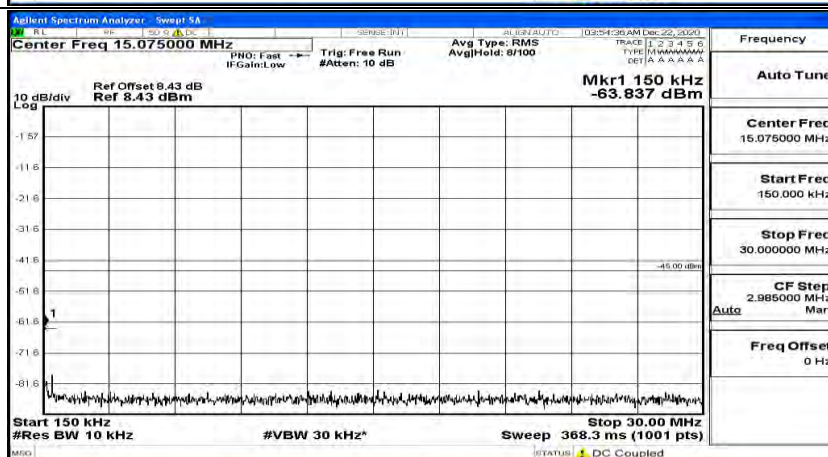 Agilent Spectrum Analyzer - Swept SA
RL RF 50 Ω DC SENSE:INT ALIGN AUTO 03:54:36 AM Dec 22, 2020
Center Freq 15.075000 MHz
PNO: Fast
IFGain:Low
Trig: Free Run
#Atten: 10 dB
Avg Type: RMS
Avg|Hold: 8/100
TRACE 1 2 3 4 5 6
TYPE MWWWWW
DET A A A A A A
Ref Offset 8.43 dB
10 dB/div Ref 8.43 dBm
Log
Mkr1 150 kHz
-63.837 dBm
-1.57
-11.6
-21.6
-31.6
-41.6
-45.00 dBm
-51.6
-61.6
1
-71.6
-81.6
Start 150 kHz Stop 30.00 MHz
#Res BW 10 kHz #VBW 30 kHz* Sweep 368.3 ms (1001 pts)
MSG STATUS DC Coupled
Frequency
Auto Tune
Center Freq
15.075000 MHz
Start Freq
150.000 kHz
Stop Freq
30.000000 MHz
CF Step
2.985000 MHz
Auto Man
Freq Offset
0 Hz